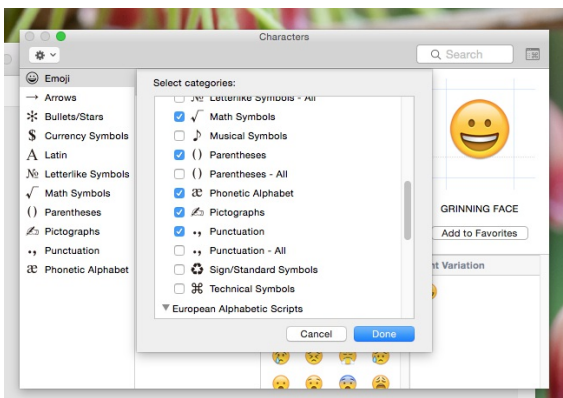 Characters
Search
Emoji
→ Arrows
Bullets/Stars
$ Currency Symbols
A Latin
№ Letterlike Symbols
√ Math Symbols
() Parentheses
Pictographs
., Punctuation
æ Phonetic Alphabet
Select categories:
№ Letterlike Symbols - All
√ Math Symbols
♪ Musical Symbols
() Parentheses
() Parentheses - All
æ Phonetic Alphabet
Pictographs
., Punctuation
., Punctuation - All
Sign/Standard Symbols
⌘ Technical Symbols
▼ European Alphabetic Scripts
Cancel
Done
GRINNING FACE
Add to Favorites
nt Variation